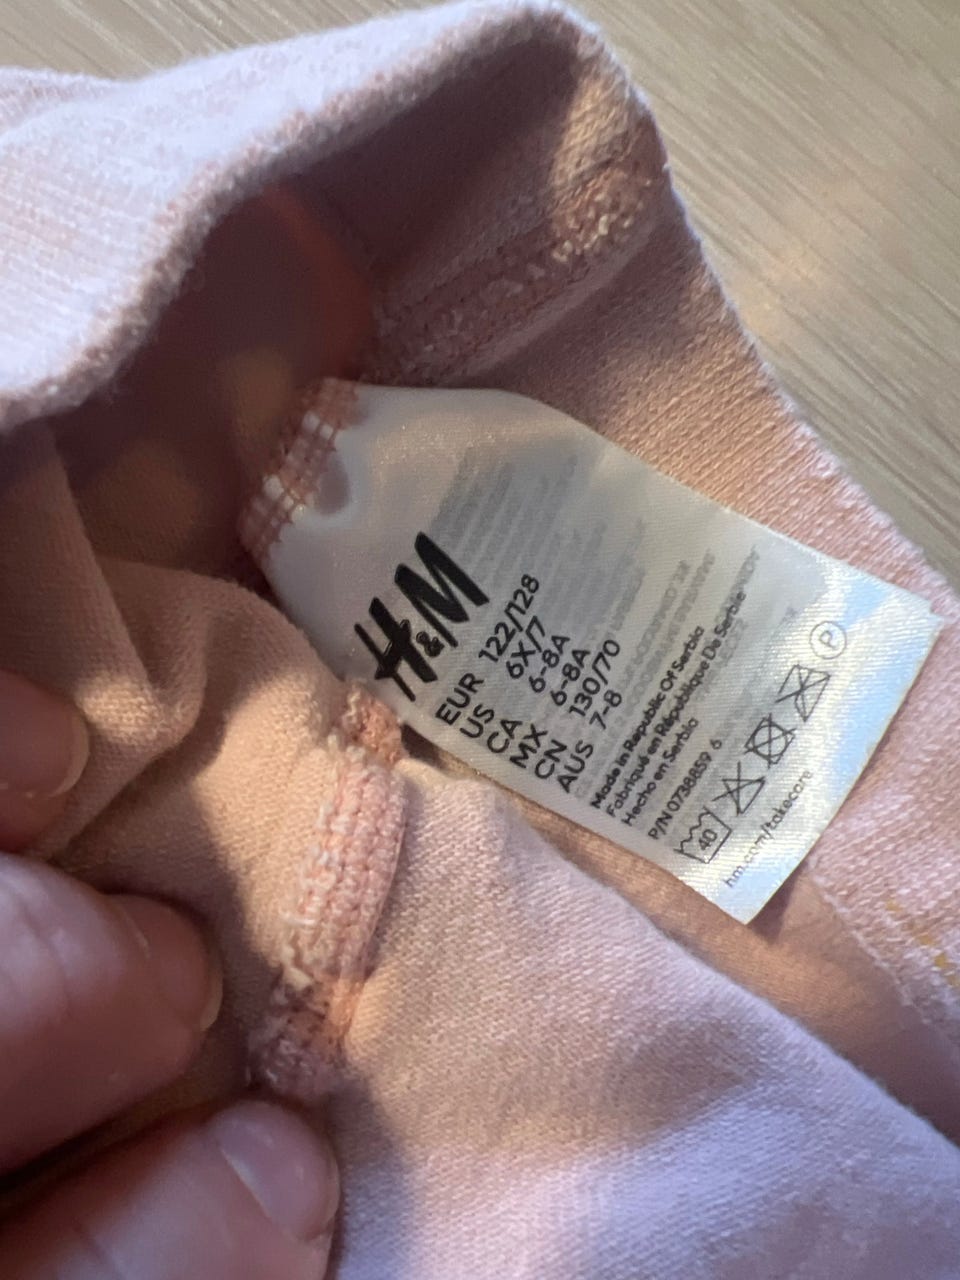 H&M
EUR 122/128
US 6X/7
CA 6-8A
MX 6-8A
CN 130/70
AUS 7-8
Made in Republic Of Serbia
Fabriqué en République De Serbie
Hecho en Serbia
P/N 0738859 6
40
P
hm.com/takecare